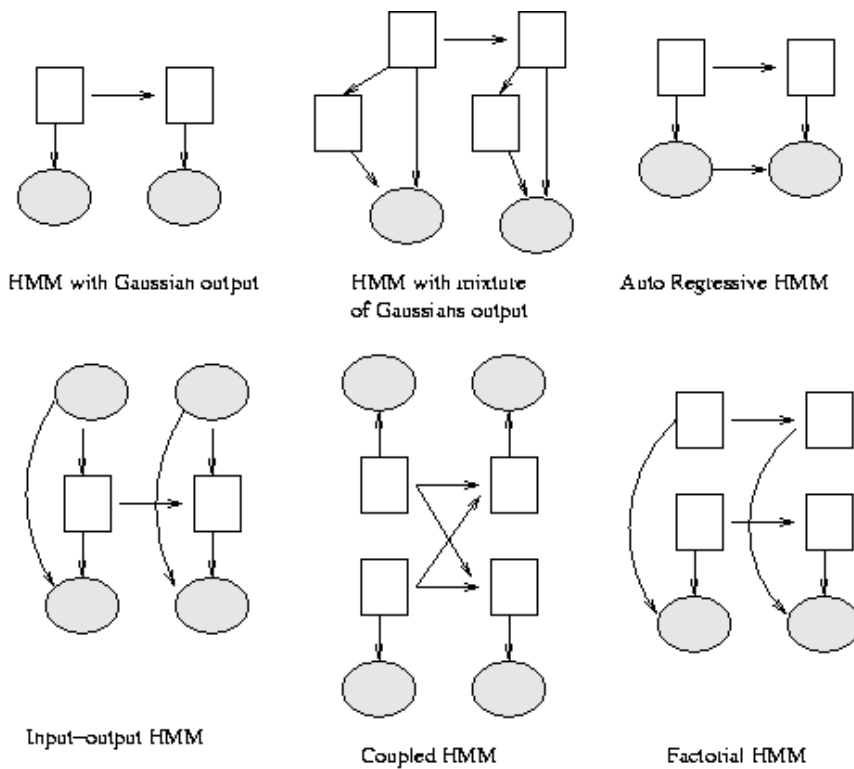 HMM with Gaussian output
HMM with mixture
of Gaussians output
Auto Regressive HMM
Input-output HMM
Coupled HMM
Factorial HMM